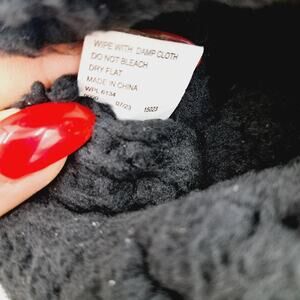 WIPE WITH DAMP CLOTH
DO NOT BLEACH
DRY FLAT
MADE IN CHINA
WPL 6134
07/23 15023